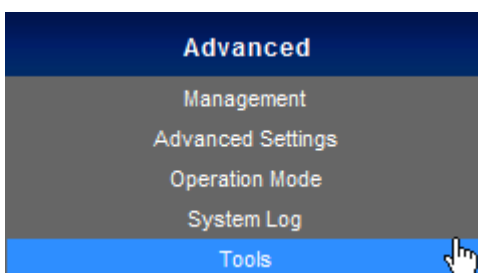 Advanced
Management
Advanced Settings
Operation Mode
System Log
Tools